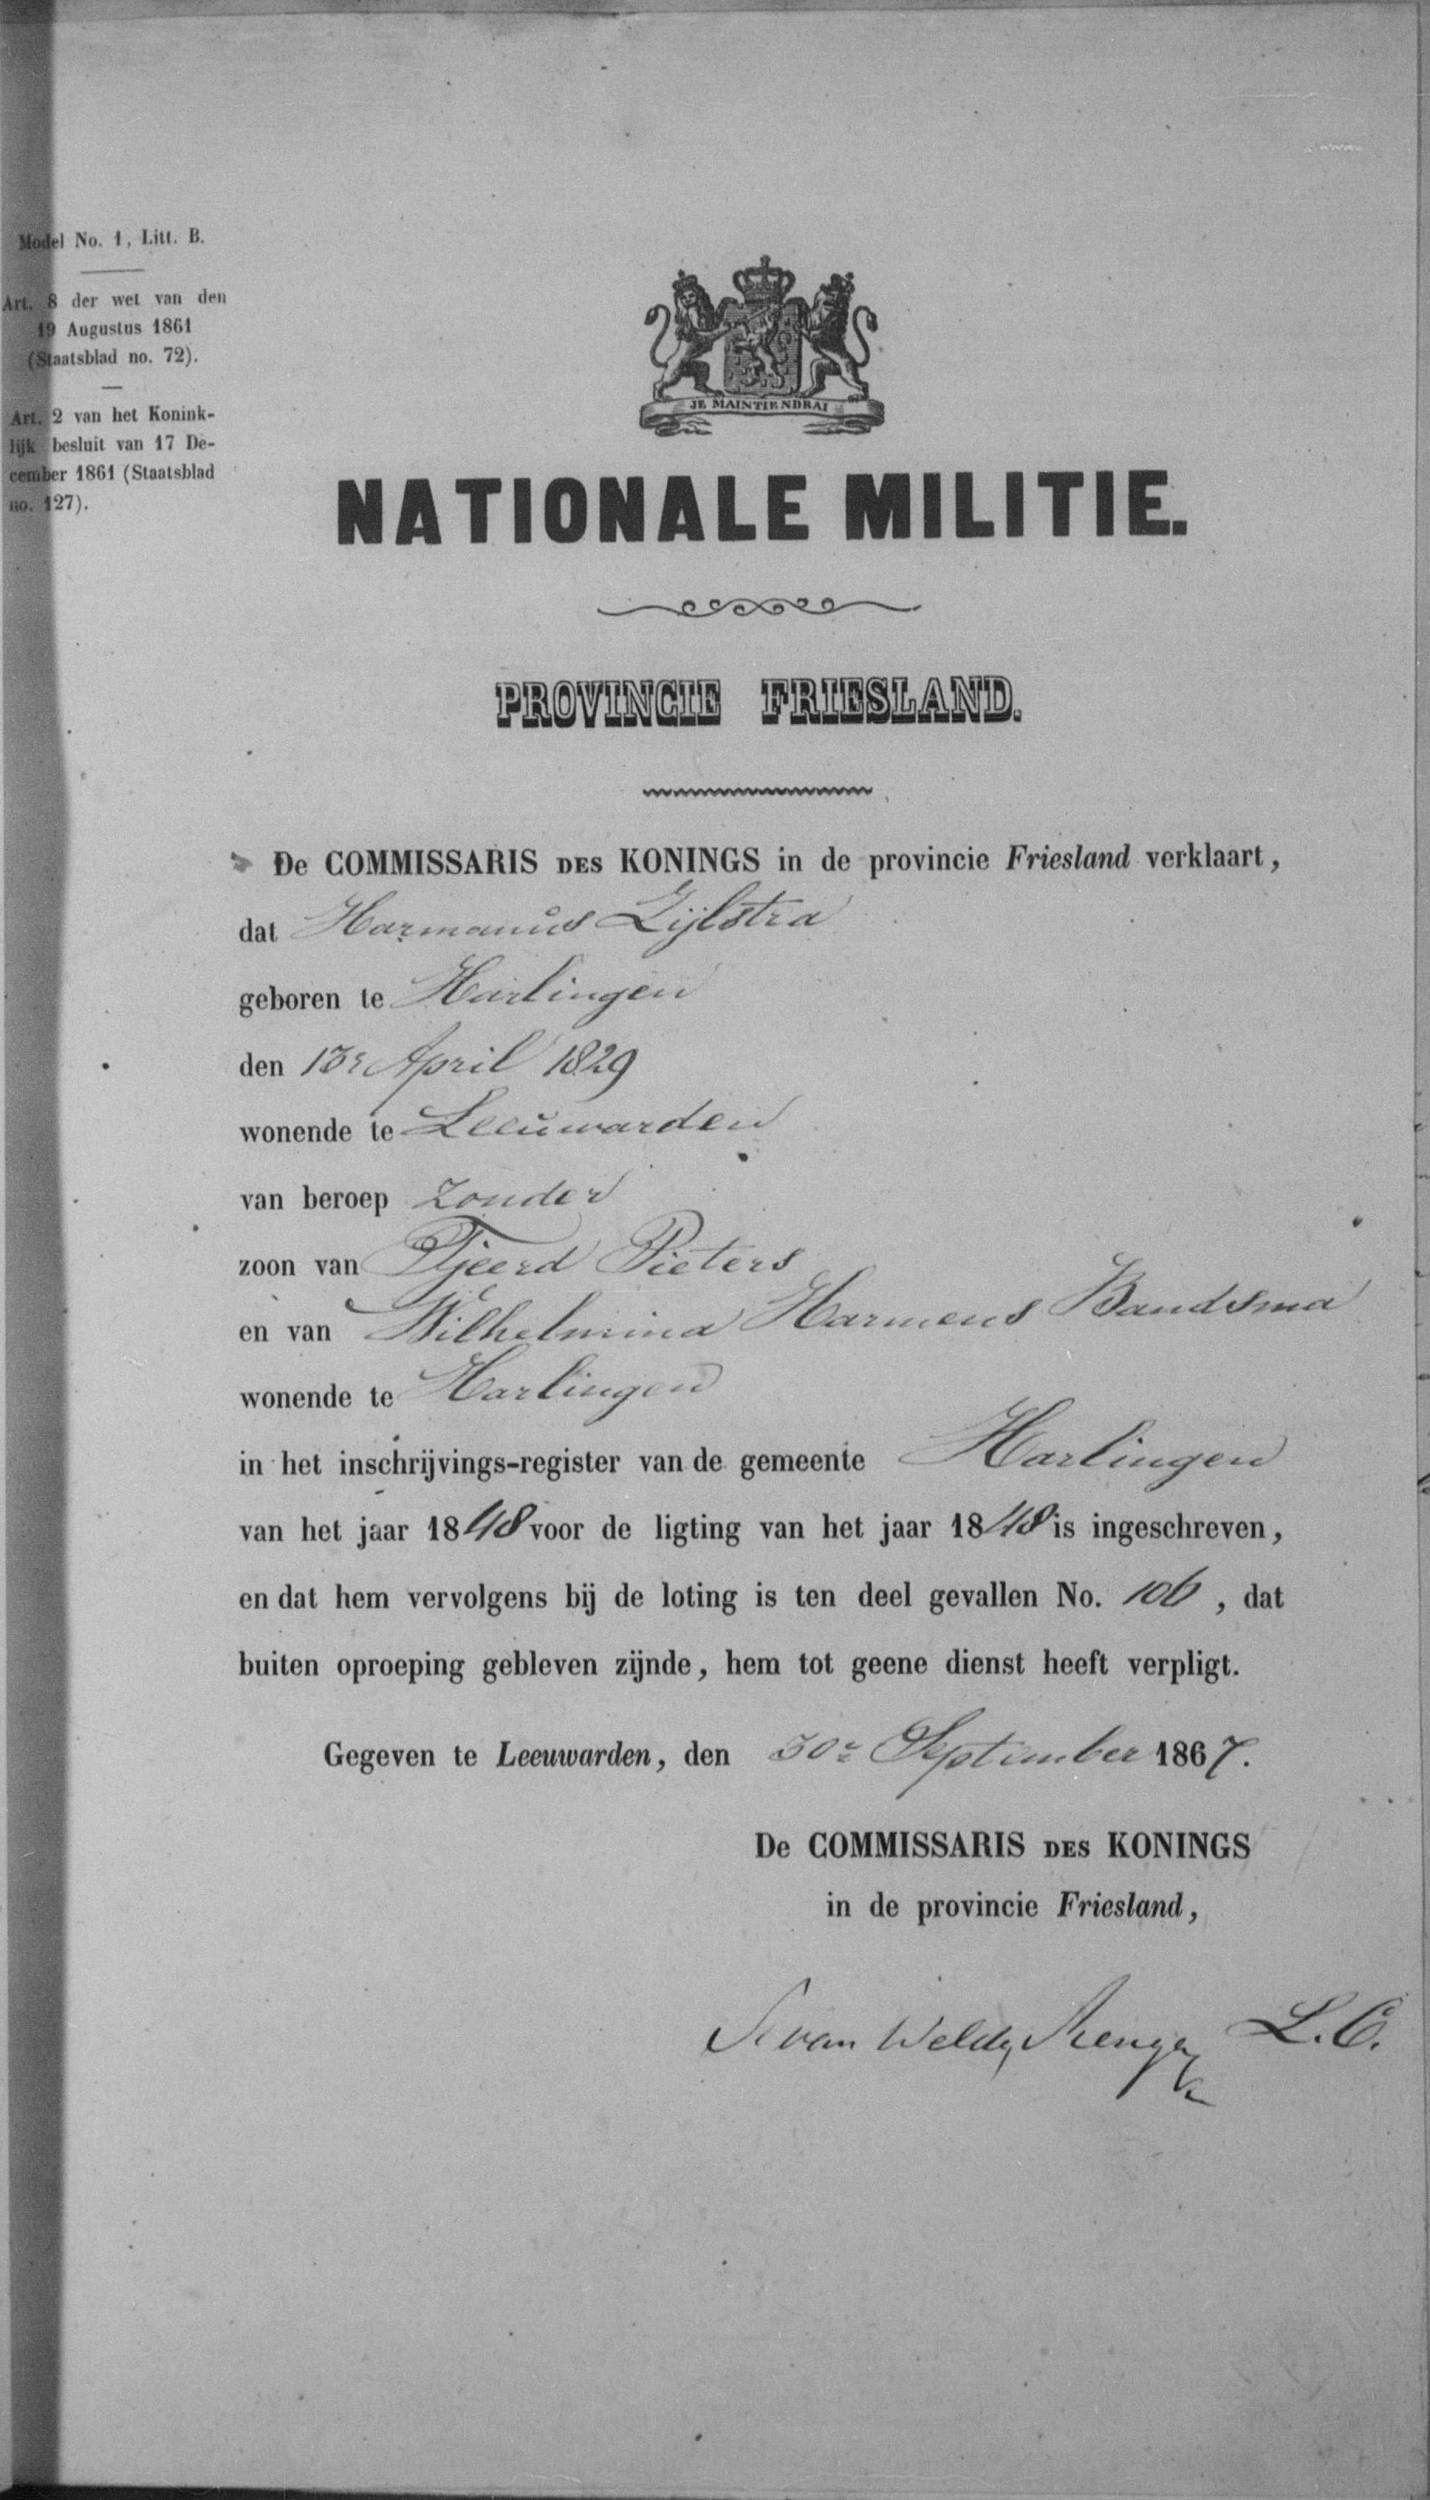 Model No. 1, Litt. B.
Art. 8 der wet van den
19 Augustus 1861
(Staatsblad no. 72).
Art. 2 van het Konink-
lijk besluit van 17 De-
cember 1861 (Staatsblad
no. 127).
JE MAINTIENDRAI
NATIONALE MILITIE.
PROVINCIE FRIESLAND.
De COMMISSARIS DES KONINGS in de provincie Friesland verklaart,
dat Harmanus Zijlstra
geboren te Harlingen
den 13e April 1829
wonende te Leeuwarden
van beroep zonder
zoon van Tjeerd Pieters
en van Wilhelmina Harmens Bandsma
wonende te Harlingen
in het inschrijvings-register van de gemeente Harlingen
van het jaar 1848 voor de ligting van het jaar 1848 is ingeschreven,
en dat hem vervolgens bij de loting is ten deel gevallen No. 106, dat
buiten oproeping gebleven zijnde, hem tot geene dienst heeft verpligt.
Gegeven te Leeuwarden, den 30e September 1867.
De COMMISSARIS DES KONINGS
in de provincie Friesland,
van Welderen Rengers L.C.